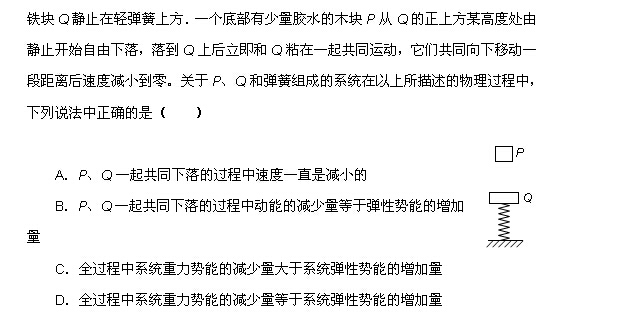 铁块 Q 静止在轻弹簧上方．一个底部有少量胶水的木块 P 从 Q 的正上方某高度处由
静止开始自由下落，落到 Q 上后立即和 Q 粘在一起共同运动，它们共同向下移动一
段距离后速度减小到零。关于 P、Q 和弹簧组成的系统在以上所描述的物理过程中，
下列说法中正确的是（　　）
P
A．P、Q 一起共同下落的过程中速度一直是减小的
Q
B．P、Q 一起共同下落的过程中动能的减少量等于弹性势能的增加
量
C．全过程中系统重力势能的减少量大于系统弹性势能的增加量
D．全过程中系统重力势能的减少量等于系统弹性势能的增加量